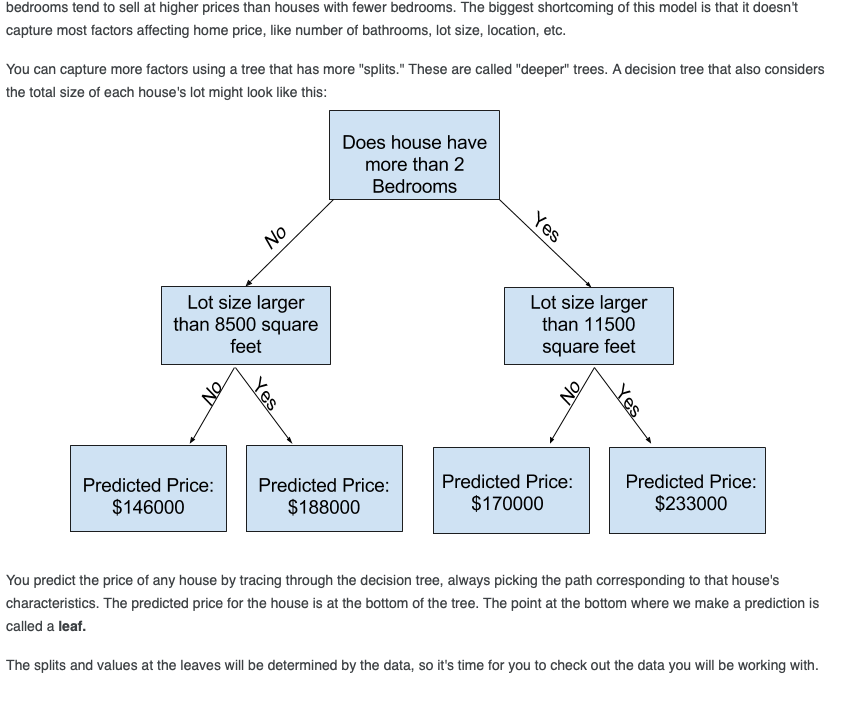 bedrooms tend to sell at higher prices than houses with fewer bedrooms. The biggest shortcoming of this model is that it doesn't
capture most factors affecting home price, like number of bathrooms, lot size, location, etc.
You can capture more factors using a tree that has more "splits." These are called "deeper" trees. A decision tree that also considers
the total size of each house's lot might look like this:
Does house have
more than 2
Bedrooms
No
Yes
Lot size larger
than 8500 square
feet
Lot size larger
than 11500
square feet
No
Yes
No
Yes
Predicted Price:
$146000
Predicted Price:
$188000
Predicted Price:
$170000
Predicted Price:
$233000
You predict the price of any house by tracing through the decision tree, always picking the path corresponding to that house's
characteristics. The predicted price for the house is at the bottom of the tree. The point at the bottom where we make a prediction is
called a leaf.
The splits and values at the leaves will be determined by the data, so it's time for you to check out the data you will be working with.